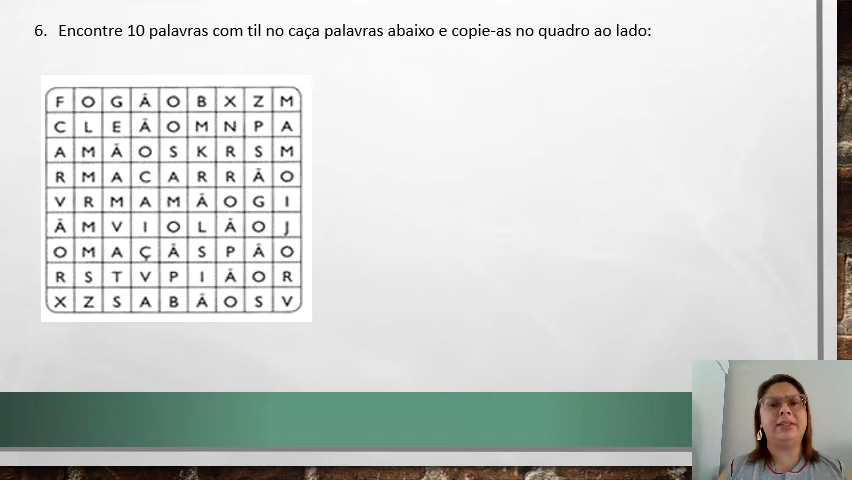 6. Encontre 10 palavras com til no caça palavras abaixo e copie-as no quadro ao lado:
F O G Ã O B X Z M
C L E Ã O M N P A
A M Ã O S K R S M
R M A C A R R Ã O
V R M A M Ã O G I
Ã M V I O L Ã O J
O M A Ç Ã S P Ã O
R S T V P I Ã O R
X Z S A B Ã O S V